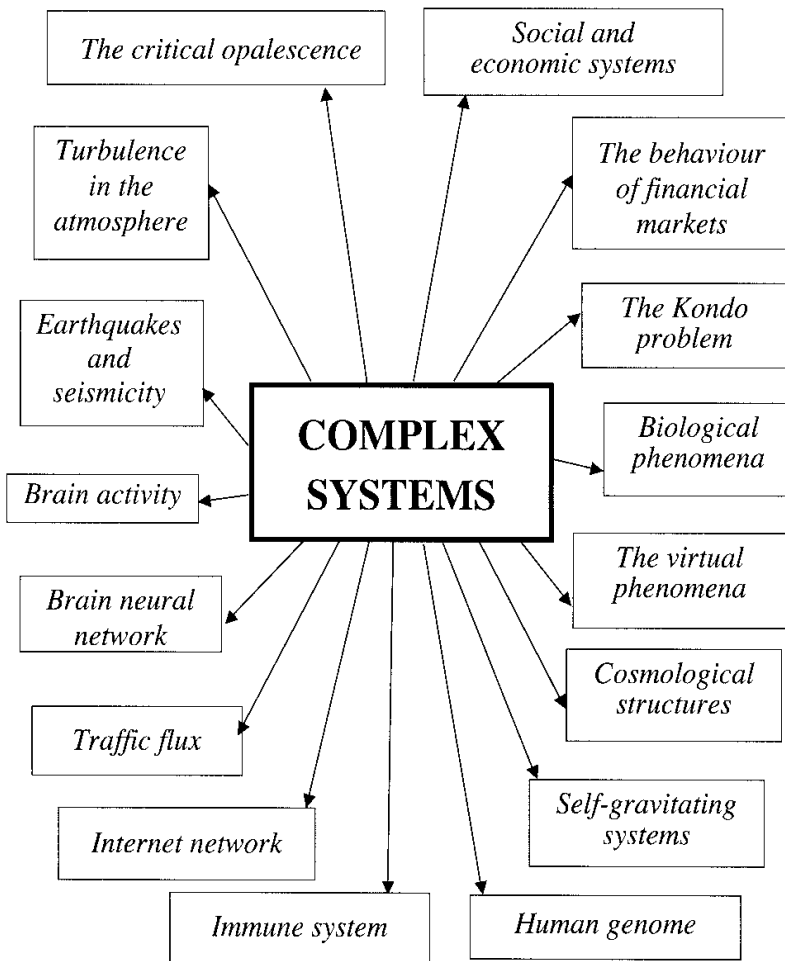 The critical opalescence
Social and
economic systems
Turbulence
in the
atmosphere
The behaviour
of financial
markets
Earthquakes
and
seismicity
The Kondo
problem
COMPLEX
SYSTEMS
Biological
phenomena
Brain activity
The virtual
phenomena
Brain neural
network
Cosmological
structures
Traffic flux
Self-gravitating
systems
Internet network
Immune system
Human genome